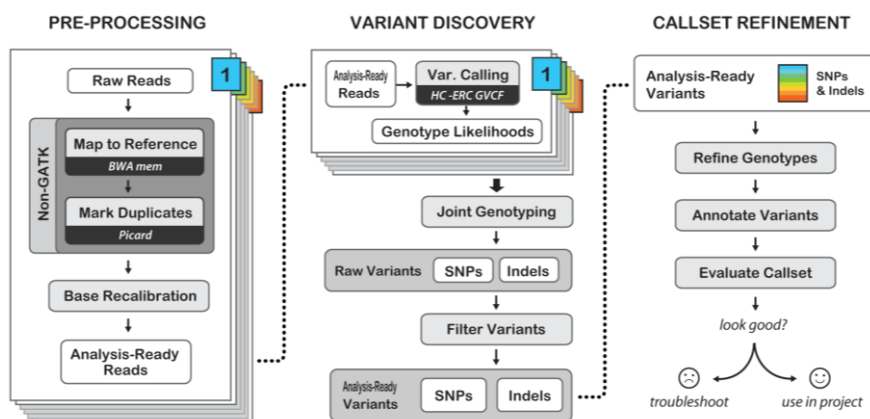 PRE-PROCESSING
1
Raw Reads
Non-GATK
Map to Reference
BWA mem
Mark Duplicates
Picard
Base Recalibration
Analysis-Ready
Reads
VARIANT DISCOVERY
1
Analysis-Ready
Reads
Var. Calling
HC -ERC GVCF
Genotype Likelihoods
Joint Genotyping
Raw Variants
SNPs
Indels
Filter Variants
Analysis-Ready
Variants
SNPs
Indels
CALLSET REFINEMENT
Analysis-Ready
Variants
SNPs
& Indels
Refine Genotypes
Annotate Variants
Evaluate Callset
look good?
troubleshoot
use in project